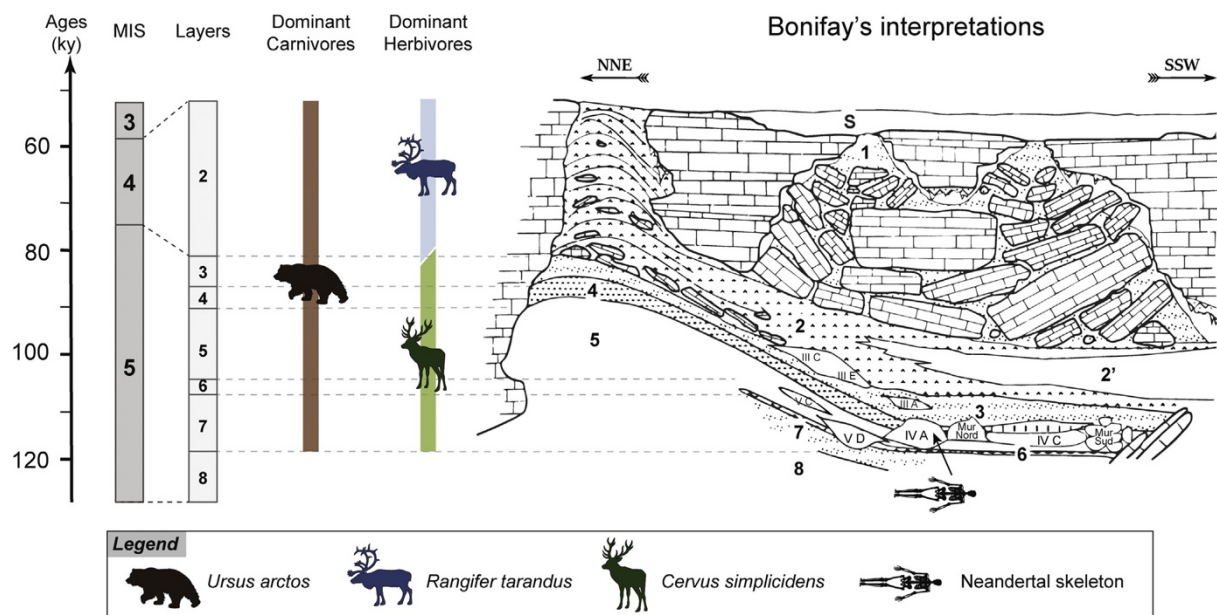 Ages
(ky)
MIS
Layers
Dominant
Carnivores
Dominant
Herbivores
Bonifay's interpretations
NNE
SSW
60
80
100
120
3
4
5
2
3
4
5
6
7
8
S
1
2
4
5
III C
III E
2'
V C
III A
3
7
V D
IV A
Mur
Nord
IV C
Mur
Sud
6
8
Legend
Ursus arctos
Rangifer tarandus
Cervus simplicidens
Neandertal skeleton